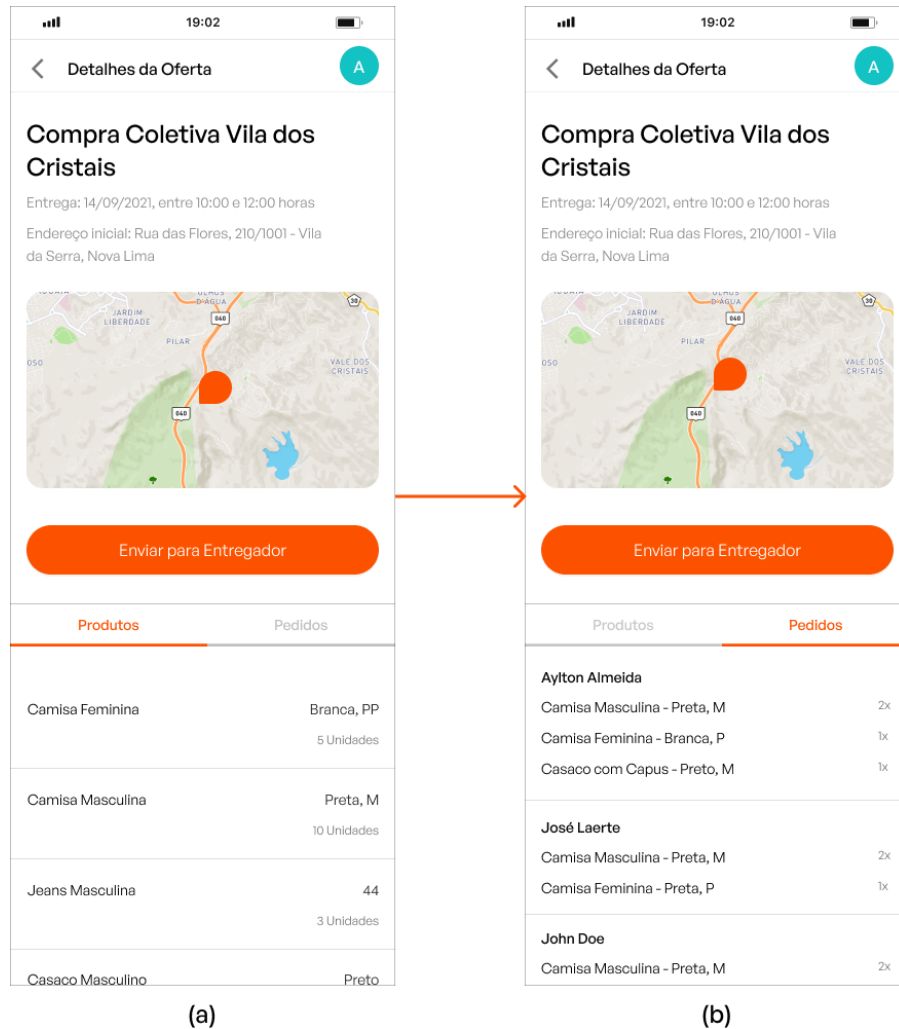 19:02
Detalhes da Oferta
A
Compra Coletiva Vila dos
Cristais
Entrega: 14/09/2021, entre 10:00 e 12:00 horas
Endereço inicial: Rua das Flores, 210/1001 - Vila
da Serra, Nova Lima
D'ÁGUA
30
JARDIM
LIBERDADE
040
PILAR
OSO
VALE DOS
CRISTAIS
040
Enviar para Entregador
Produtos Pedidos
Camisa Feminina Branca, PP
5 Unidades
Camisa Masculina Preta, M
10 Unidades
Jeans Masculina 44
3 Unidades
Casaco Masculino Preto
(a)
19:02
Detalhes da Oferta
A
Compra Coletiva Vila dos
Cristais
Entrega: 14/09/2021, entre 10:00 e 12:00 horas
Endereço inicial: Rua das Flores, 210/1001 - Vila
da Serra, Nova Lima
D'ÁGUA
30
JARDIM
LIBERDADE
040
PILAR
OSO
VALE DOS
CRISTAIS
040
Enviar para Entregador
Produtos Pedidos
Aylton Almeida
Camisa Masculina - Preta, M 2x
Camisa Feminina - Branca, P 1x
Casaco com Capus - Preto, M 1x
José Laerte
Camisa Masculina - Preta, M 2x
Camisa Feminina - Preta, P 1x
John Doe
Camisa Masculina - Preta, M 2x
(b)